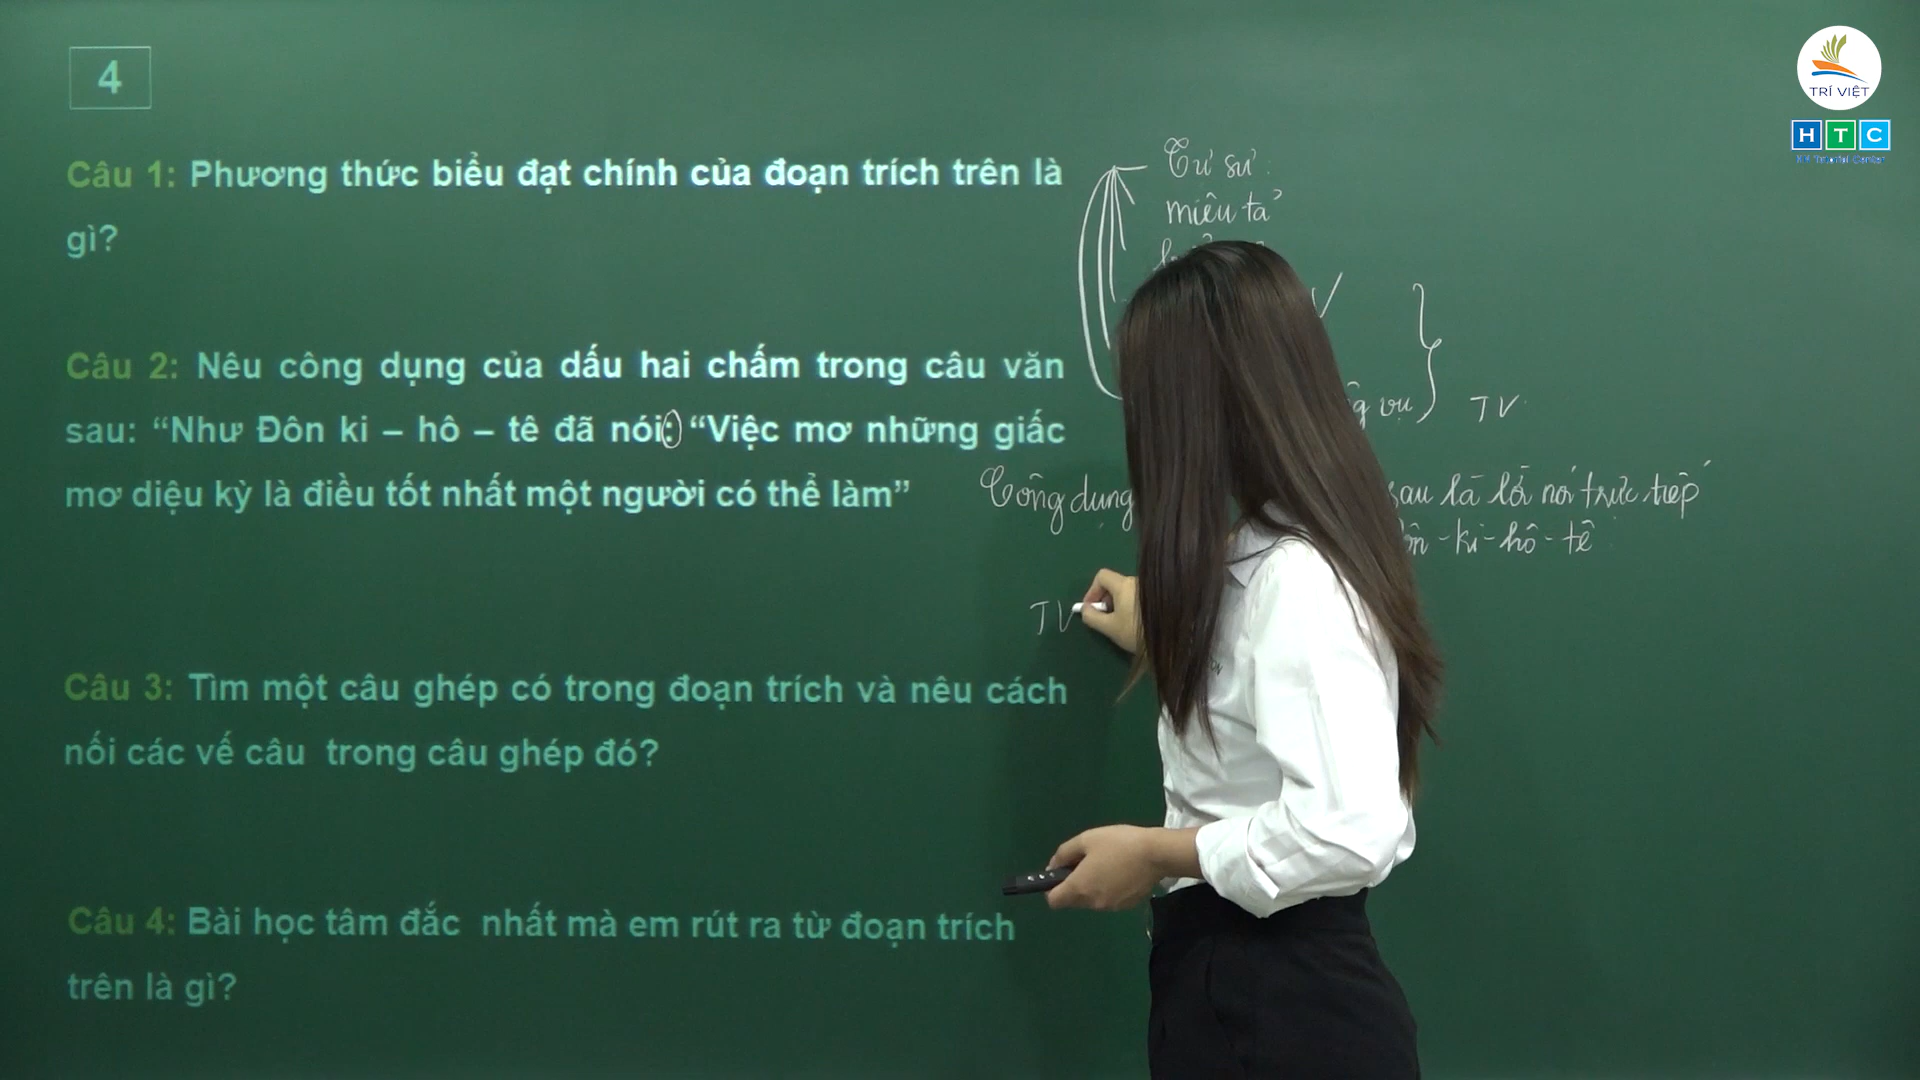 4
TRÍ VIỆT
HTC
Câu 1: Phương thức biểu đạt chính của đoạn trích trên là
gì?
Câu 2: Nêu công dụng của dấu hai chấm trong câu văn
sau: “Như Đôn ki – hô – tê đã nói: “Việc mơ những giấc
mơ diệu kỳ là điều tốt nhất một người có thể làm”
Câu 3: Tìm một câu ghép có trong đoạn trích và nêu cách
nối các vế câu  trong câu ghép đó?
Câu 4: Bài học tâm đắc  nhất mà em rút ra từ đoạn trích
trên là gì?
Tự sự :
miêu tả
vụ TV
Công dụng sau là lời nói trực tiếp
- ki - hô - tê
TV